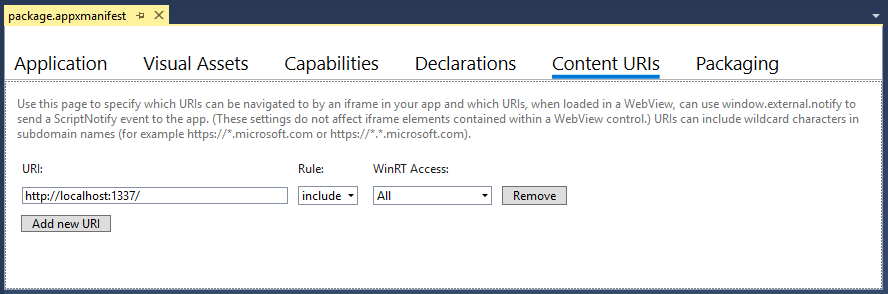 package.appxmanifest
Application Visual Assets Capabilities Declarations Content URIs Packaging
Use this page to specify which URIs can be navigated to by an iframe in your app and which URIs, when loaded in a WebView, can use window.external.notify to
send a ScriptNotify event to the app. (These settings do not affect iframe elements contained within a WebView control.) URIs can include wildcard characters in
subdomain names (for example https://*.microsoft.com or https://*.*.microsoft.com).
URI: Rule: WinRT Access:
http://localhost:1337/ include All Remove
Add new URI